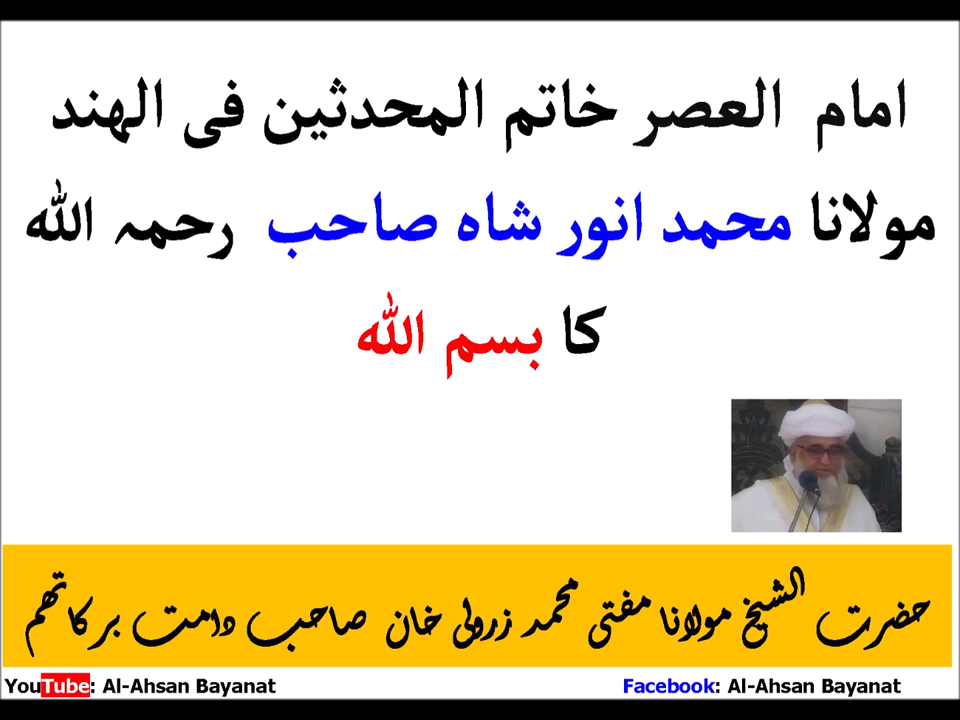 امام العصر خاتم المحدثین فی الہند
مولانا محمد انور شاہ صاحب رحمہ اللہ
کا بسم اللہ
حضرت الشیخ مولانا مفتی محمد زرولی خان صاحب دامت برکاتھم
YouTube: Al-Ahsan Bayanat
Facebook: Al-Ahsan Bayanat